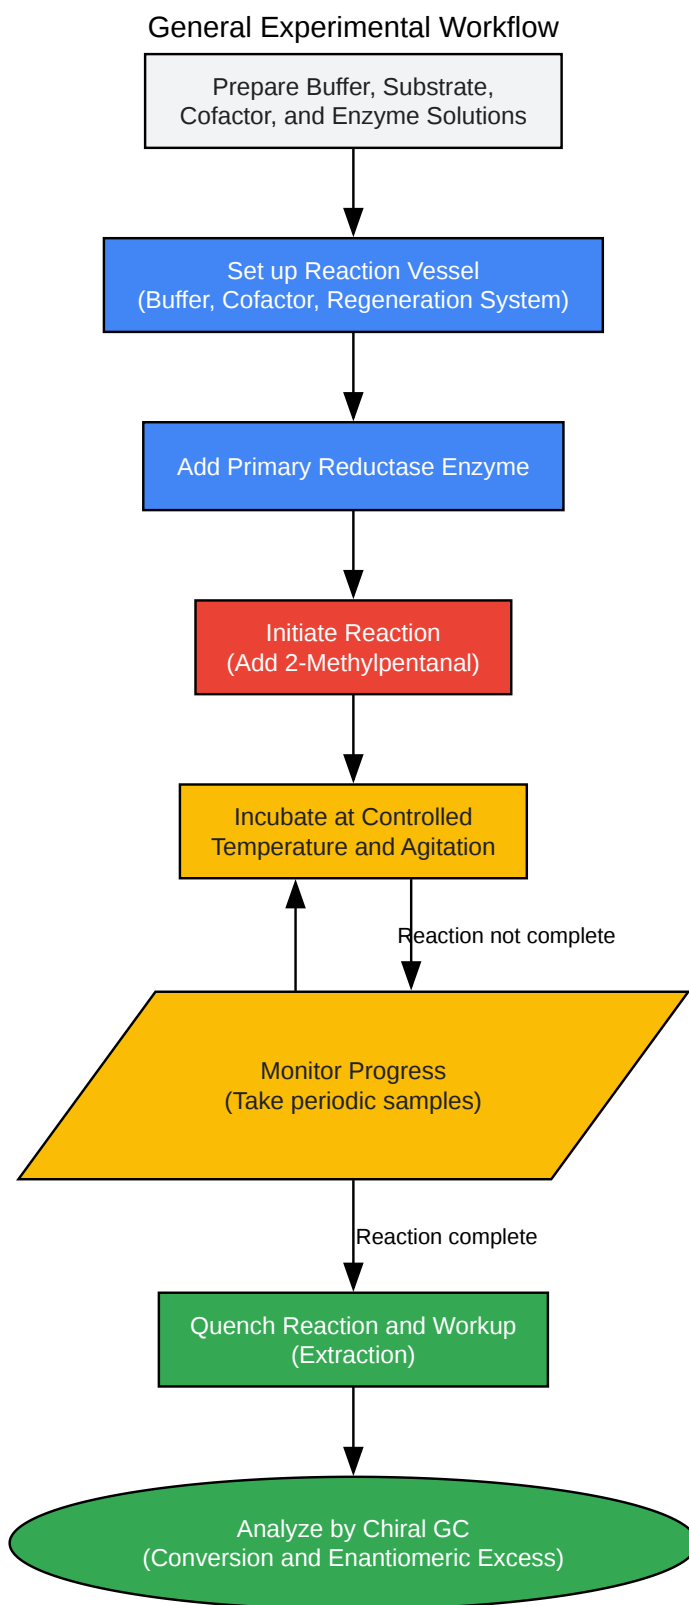 General Experimental Workflow
Prepare Buffer, Substrate,
Cofactor, and Enzyme Solutions
Set up Reaction Vessel
(Buffer, Cofactor, Regeneration System)
Add Primary Reductase Enzyme
Initiate Reaction
(Add 2-Methylpentanal)
Incubate at Controlled
Temperature and Agitation
Reaction not complete
Monitor Progress
(Take periodic samples)
Reaction complete
Quench Reaction and Workup
(Extraction)
Analyze by Chiral GC
(Conversion and Enantiomeric Excess)